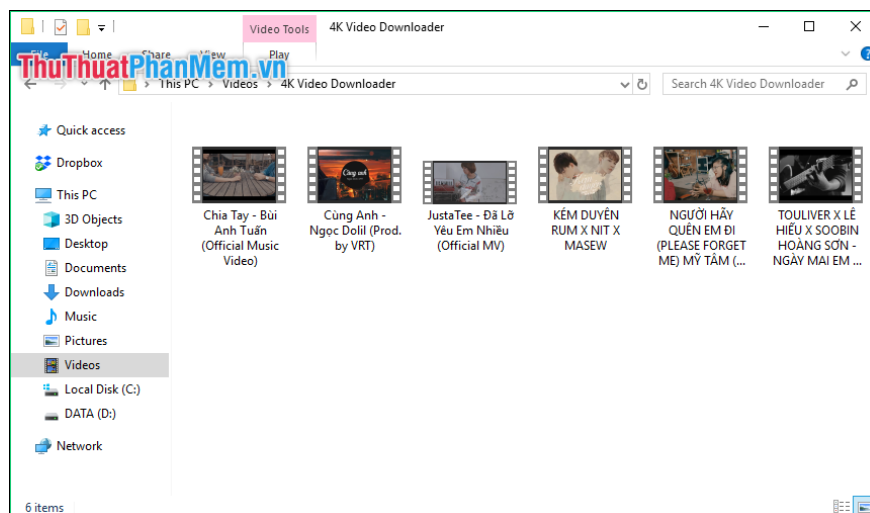 Video Tools
4K Video Downloader
File Home Share View Play
ThuThuatPhanMem.vn
This PC > Videos > 4K Video Downloader
Search 4K Video Downloader
Quick access
Dropbox
This PC
3D Objects
Desktop
Documents
Downloads
Music
Pictures
Videos
Local Disk (C:)
DATA (D:)
Network
Chia Tay - Bùi
Anh Tuấn
(Official Music
Video)
Cùng Anh -
Ngọc Dolil (Prod.
by VRT)
JustaTee - Đã Lỡ
Yêu Em Nhiều
(Official MV)
KÉM DUYÊN
RUM X NIT X
MASEW
NGƯỜI HÃY
QUÊN EM ĐI
(PLEASE FORGET
ME) MỸ TÂM (...
TOULIVER X LÊ
HIẾU X SOOBIN
HOÀNG SƠN -
NGÀY MAI EM ...
6 items